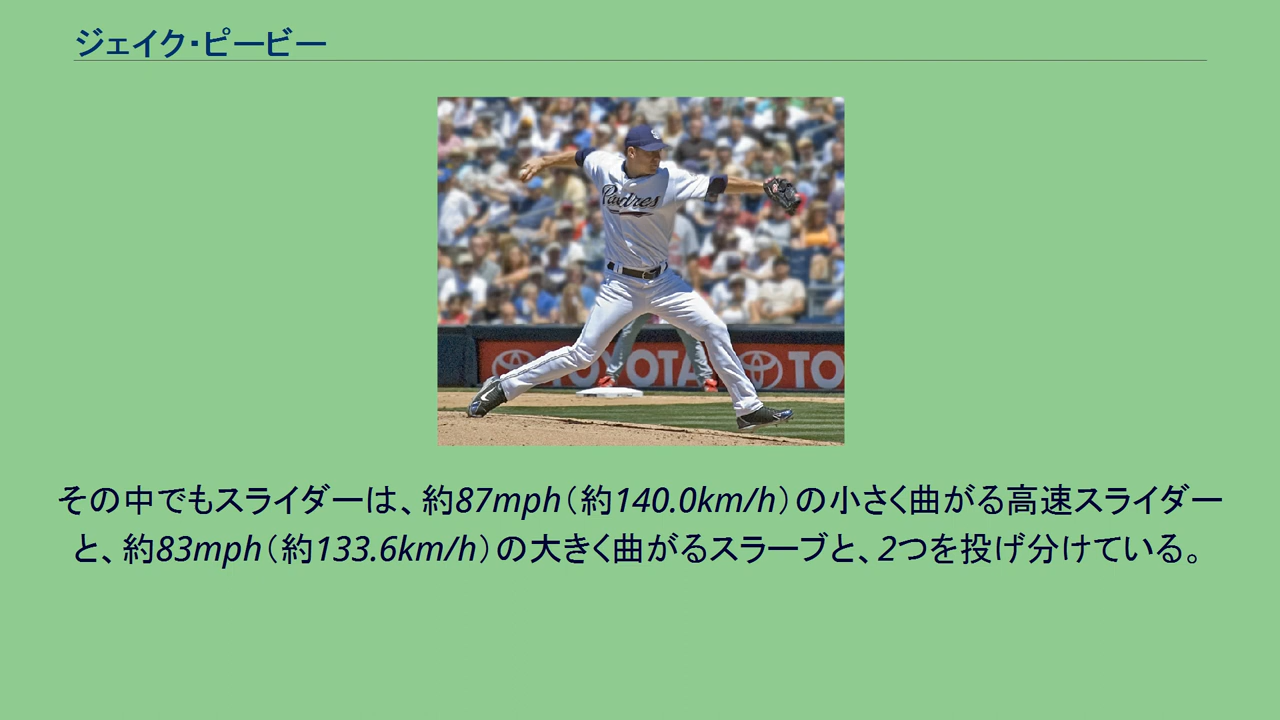 ジェイク・ピービー
Padres
TOYOTA TO
その中でもスライダーは、約87mph（約140.0km/h）の小さく曲がる高速スライダー
と、約83mph（約133.6km/h）の大きく曲がるスラーブと、2つを投げ分けている。